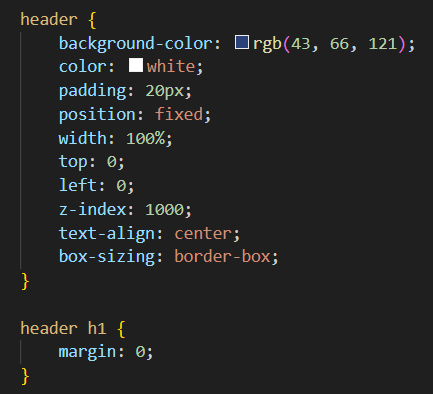 header {
    background-color: rgb(43, 66, 121);
    color: white;
    padding: 20px;
    position: fixed;
    width: 100%;
    top: 0;
    left: 0;
    z-index: 1000;
    text-align: center;
    box-sizing: border-box;
}

header h1 {
    margin: 0;
}